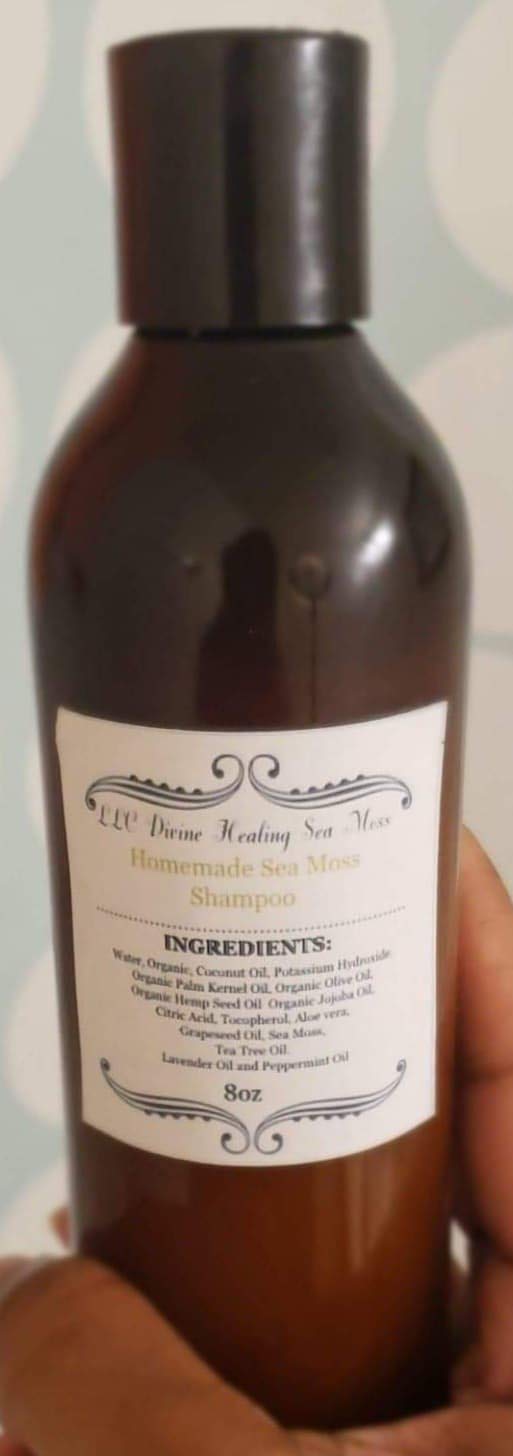 LLC Divine Healing Sea Moss
Homemade Sea Moss
Shampoo
INGREDIENTS:
Water, Organic, Coconut Oil, Potassium Hydroxide
Organic Palm Kernel Oil, Organic Olive Oil,
Organic Hemp Seed Oil Organic Jojoba Oil,
Citric Acid, Tocopherol, Aloe vera,
Grapeseed Oil, Sea Moss,
Tea Tree Oil.
Lavender Oil and Peppermint Oil
8oz